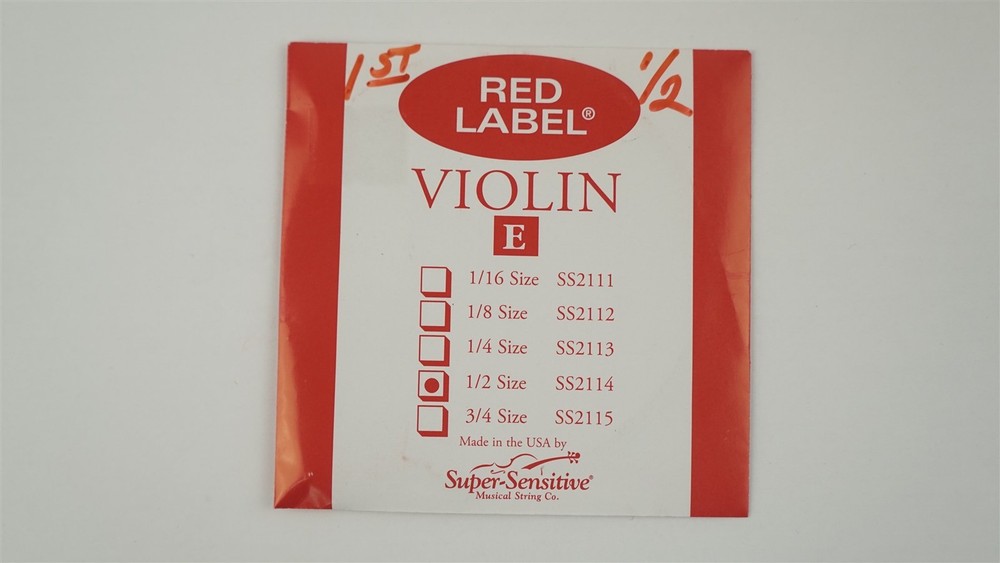 1ST
1/2
RED
LABEL®
VIOLIN
E
1/16 Size SS2111
1/8 Size SS2112
1/4 Size SS2113
1/2 Size SS2114
3/4 Size SS2115
Made in the USA by
Super-Sensitive®
Musical String Co.